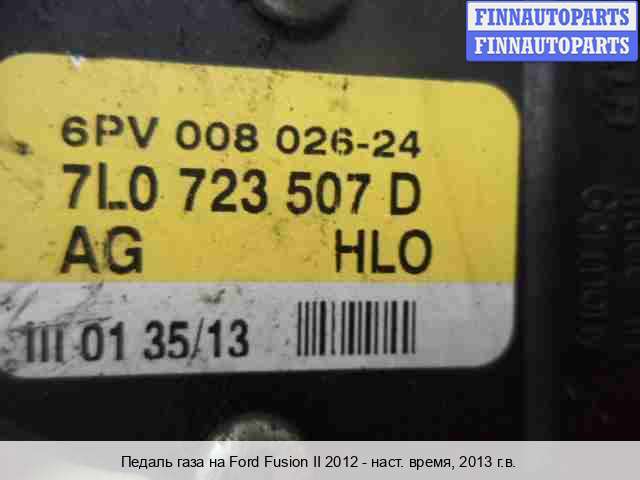 FINNAUTOPARTS
FINNAUTOPARTS
6PV 008 026-24
7L0 723 507 D
AG HLO
III 01 35/13
Педаль газа на Ford Fusion II 2012 - наст. время, 2013 г.в.